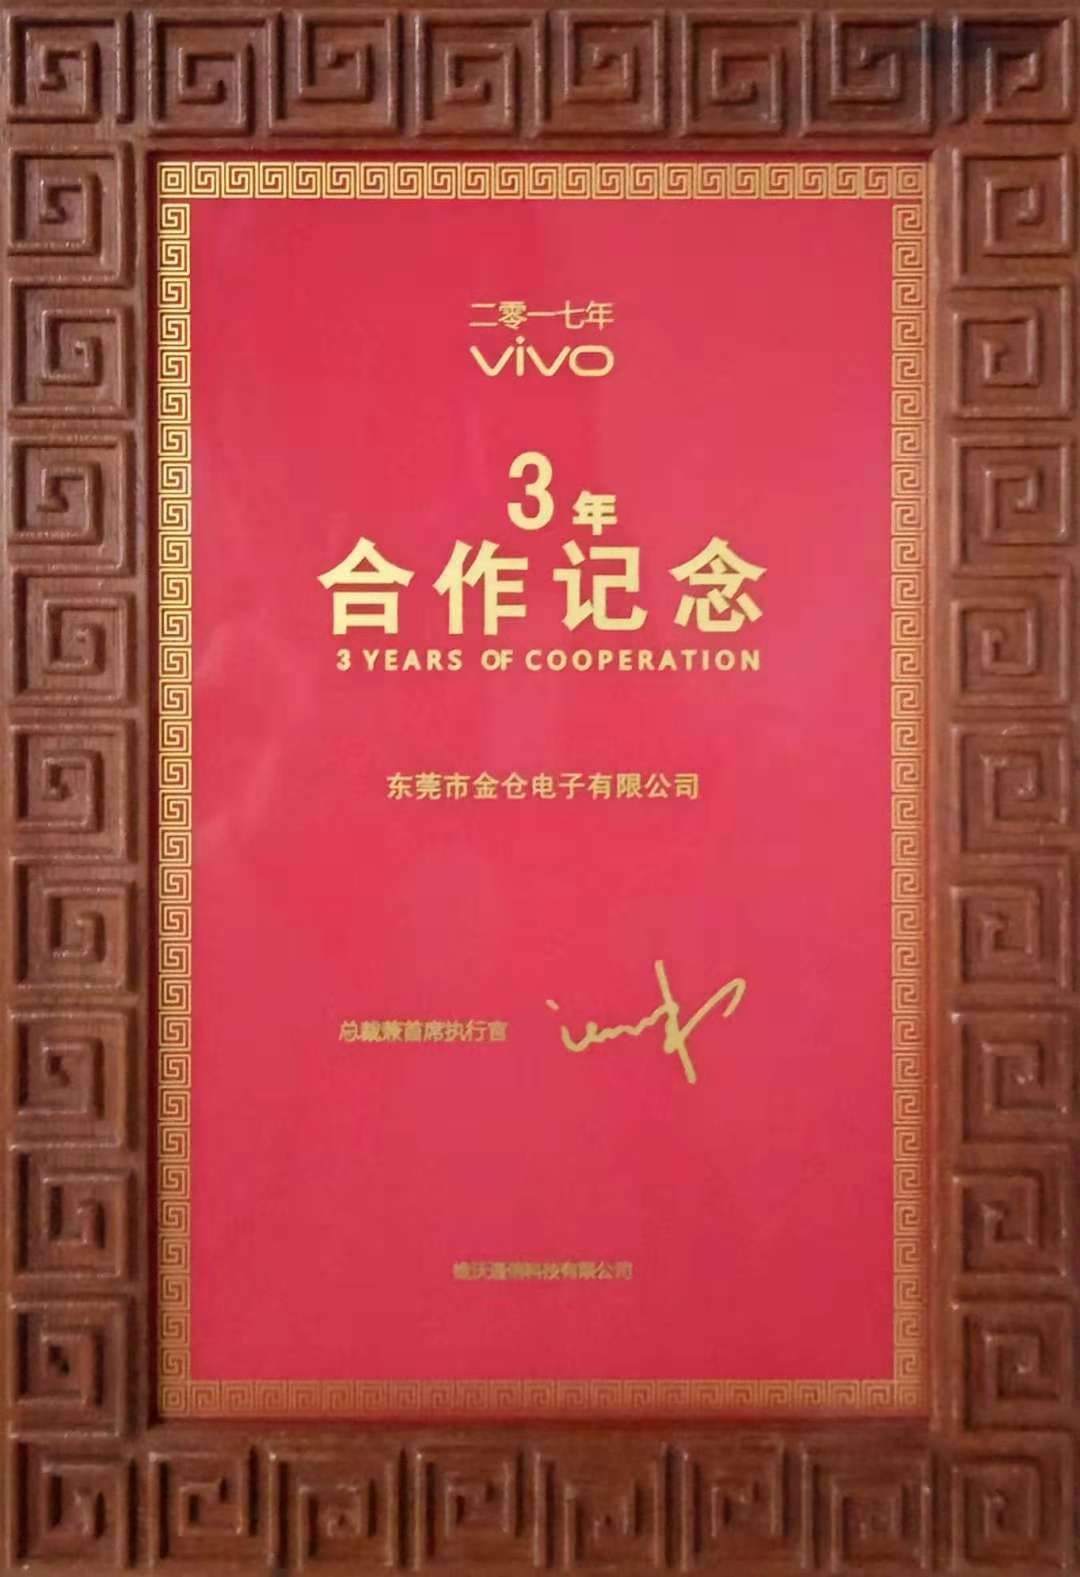 二零一七年
vivo
3年
合作记念
3 YEARS OF COOPERATION
东莞市金仓电子有限公司
总裁兼首席执行官
维沃通信科技有限公司